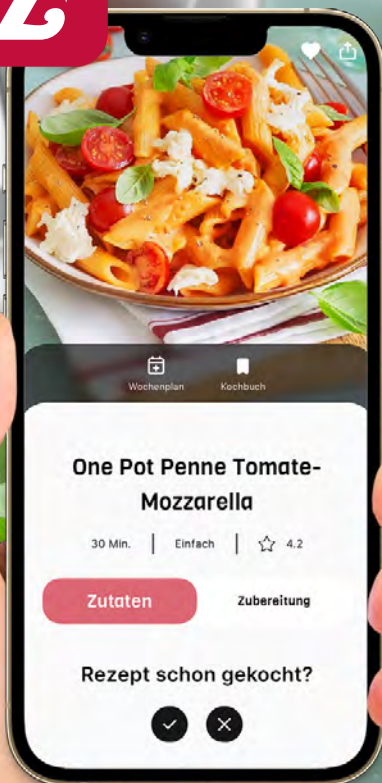 Wochenplan Kochbuch
One Pot Penne Tomate-
Mozzarella
30 Min. | Einfach | 4.2
Zutaten Zubereitung
Rezept schon gekocht?